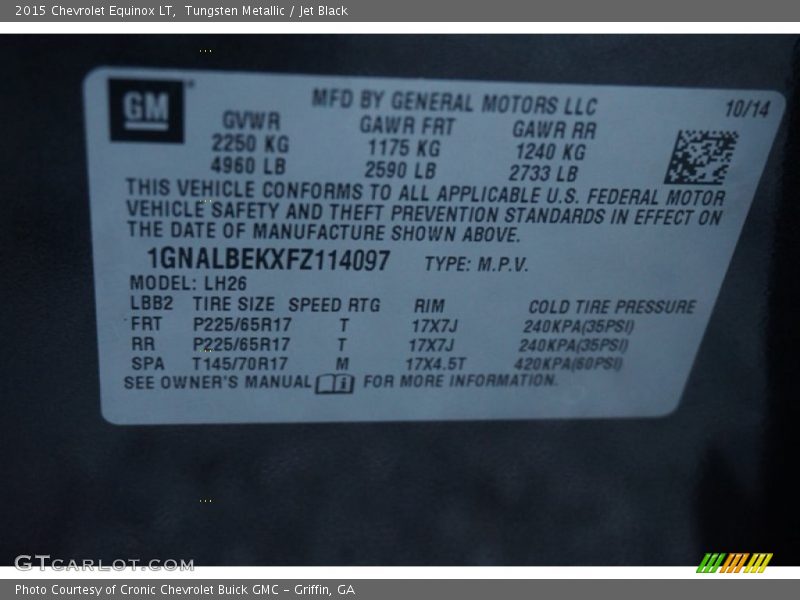 2015 Chevrolet Equinox LT, Tungsten Metallic / Jet Black
GM
MFD BY GENERAL MOTORS LLC 10/14
GVWR GAWR FRT GAWR RR
2250 KG 1175 KG 1240 KG
4960 LB 2590 LB 2733 LB
THIS VEHICLE CONFORMS TO ALL APPLICABLE U.S. FEDERAL MOTOR
VEHICLE SAFETY AND THEFT PREVENTION STANDARDS IN EFFECT ON
THE DATE OF MANUFACTURE SHOWN ABOVE.
1GNALBEKXFZ114097 TYPE: M.P.V.
MODEL: LH26
LBB2 TIRE SIZE SPEED RTG RIM COLD TIRE PRESSURE
FRT P225/65R17 T 17X7J 240KPA(35PSI)
RR P225/65R17 T 17X7J 240KPA(35PSI)
SPA T145/70R17 M 17X4.5T 420KPA(60PSI)
SEE OWNER'S MANUAL FOR MORE INFORMATION.
GTCARLOT.COM
Photo Courtesy of Cronic Chevrolet Buick GMC - Griffin, GA